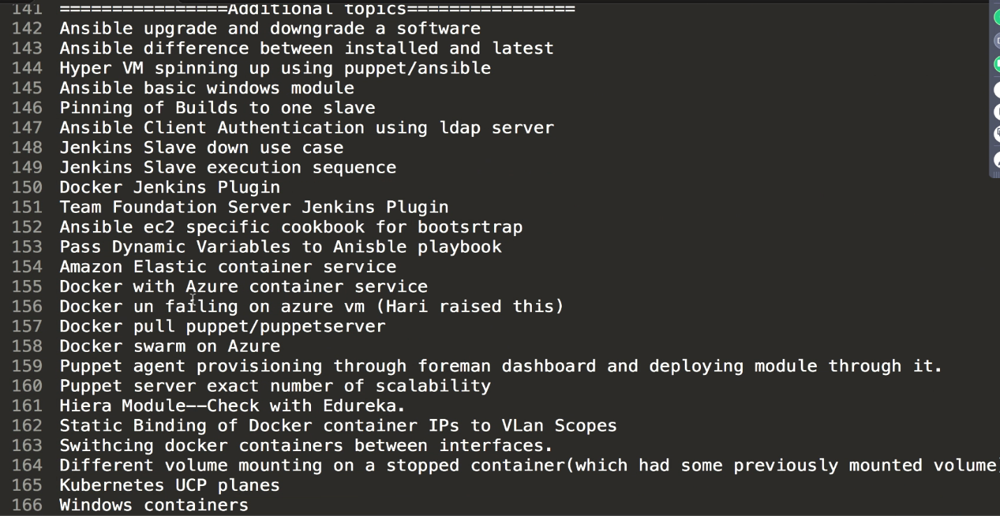 141 ================Additional topics================
142 Ansible upgrade and downgrade a software
143 Ansible difference between installed and latest
144 Hyper VM spinning up using puppet/ansible
145 Ansible basic windows module
146 Pinning of Builds to one slave
147 Ansible Client Authentication using ldap server
148 Jenkins Slave down use case
149 Jenkins Slave execution sequence
150 Docker Jenkins Plugin
151 Team Foundation Server Jenkins Plugin
152 Ansible ec2 specific cookbook for bootsrtrap
153 Pass Dynamic Variables to Anisble playbook
154 Amazon Elastic container service
155 Docker with Azure container service
156 Docker un failing on azure vm (Hari raised this)
157 Docker pull puppet/puppetserver
158 Docker swarm on Azure
159 Puppet agent provisioning through foreman dashboard and deploying module through it.
160 Puppet server exact number of scalability
161 Hiera Module——Check with Edureka.
162 Static Binding of Docker container IPs to VLan Scopes
163 Swithcing docker containers between interfaces.
164 Different volume mounting on a stopped container(which had some previously mounted volume)
165 Kubernetes UCP planes
166 Windows containers